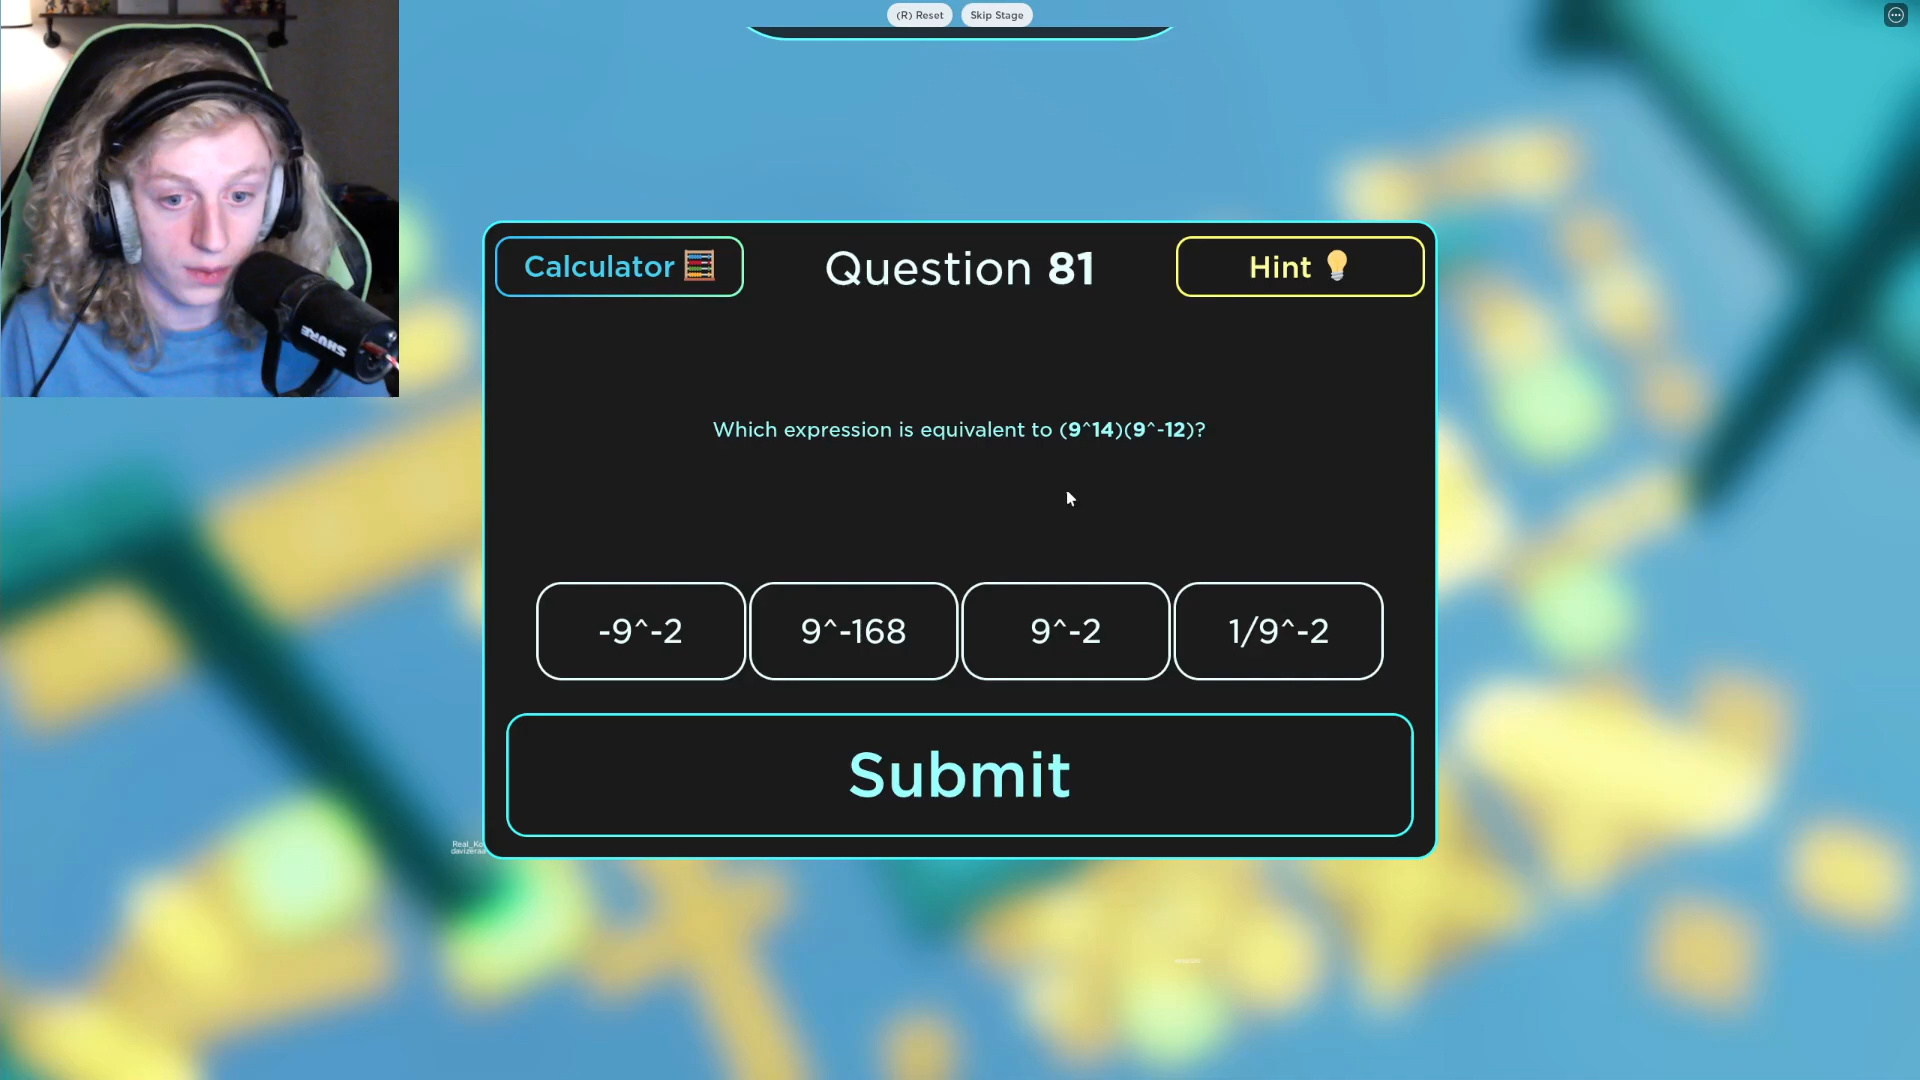 (R) Reset
Skip Stage
Calculator
Question 81
Hint
SHURE
Which expression is equivalent to (9^14)(9^-12)?
-9^-2
9^-168
9^-2
1/9^-2
Submit